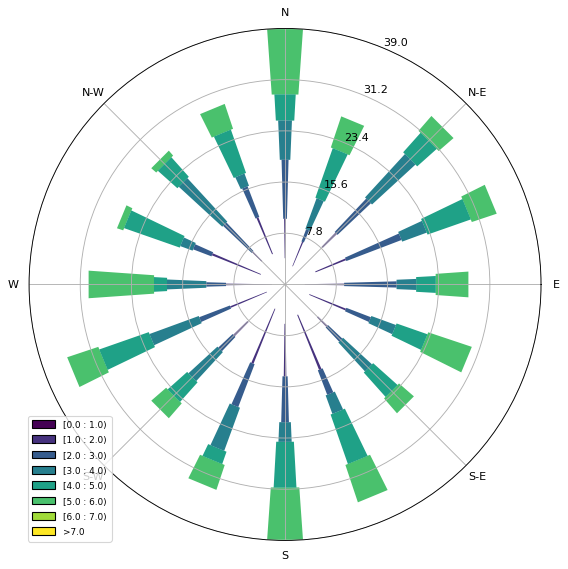 N
39.0
N-W
31.2
N-E
23.4
15.6
7.8
W
E
[0.0 : 1.0)
[1.0 : 2.0)
[2.0 : 3.0)
[3.0 : 4.0)
[4.0 : 5.0)
[5.0 : 6.0)
[6.0 : 7.0)
>7.0
S-W
S-E
S